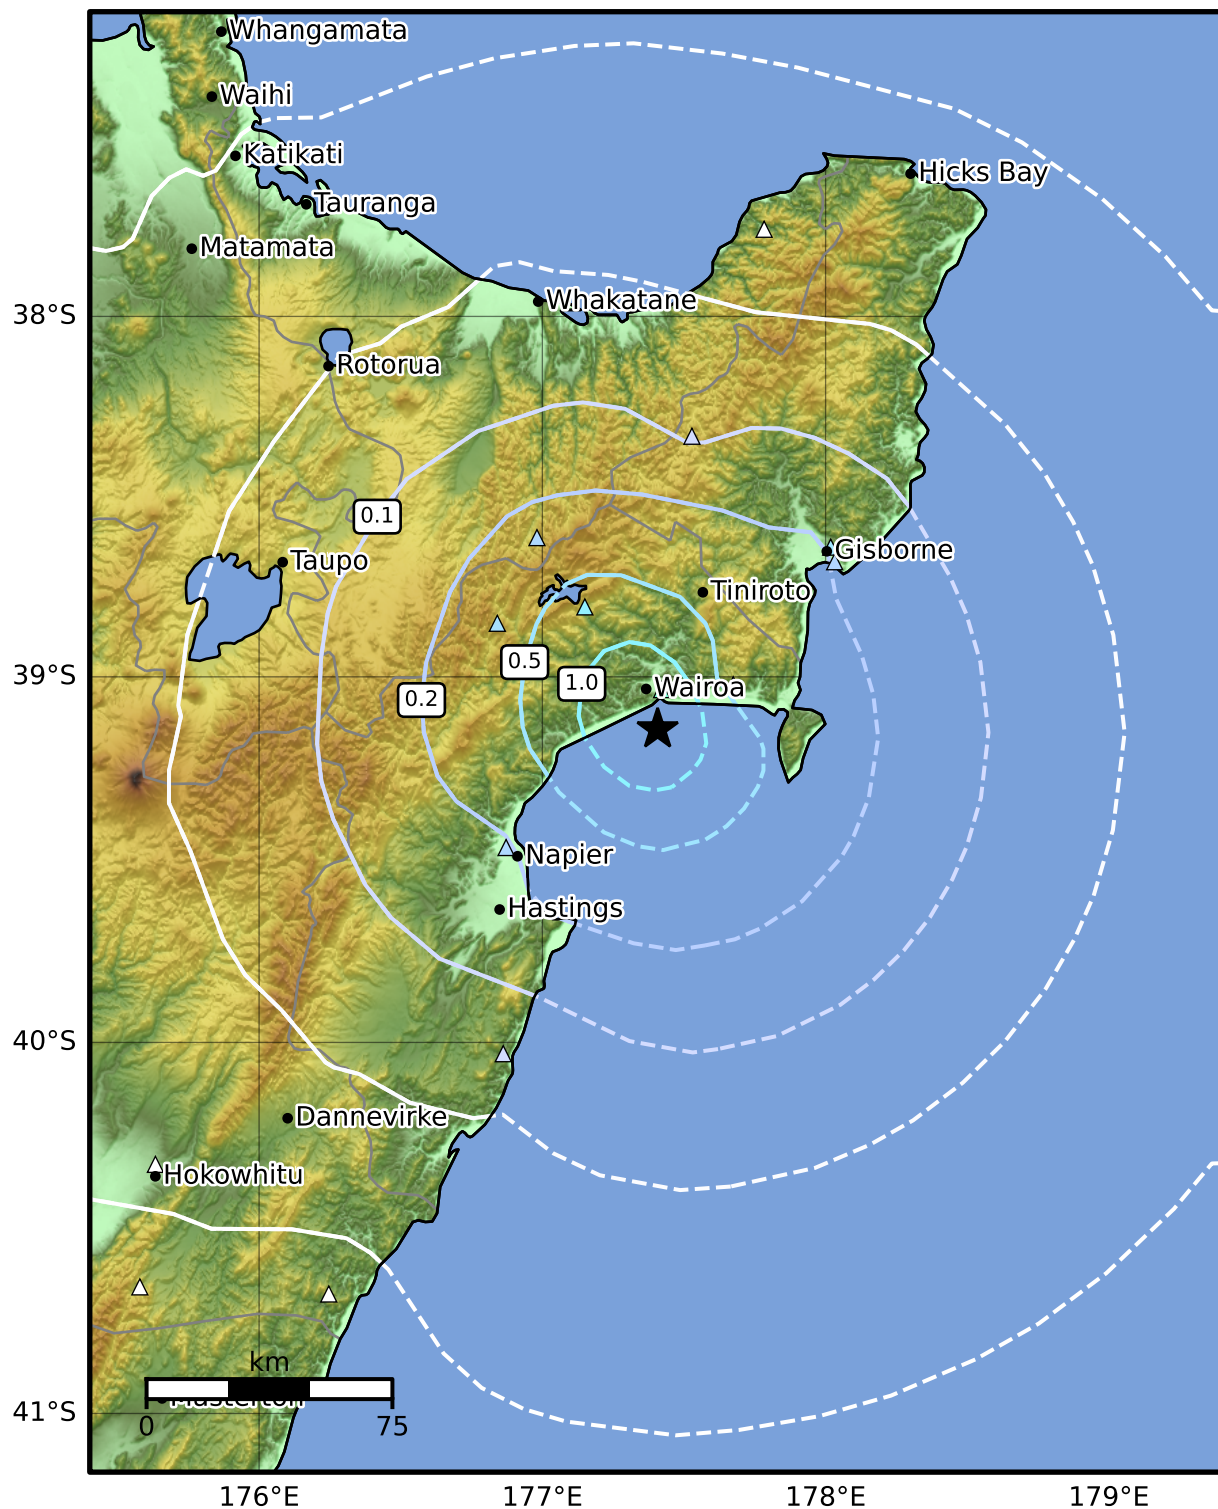 Whangamata
Waihi
Katikati
Hicks Bay
Tauranga
Matamata
Whakatane
38°S
Rotorua
0.1
Gisborne
Taupo
Tiniroto
0.5
39°S
1.0
Wairoa
0.2
Napier
Hastings
40°S
Dannevirke
Hokowhitu
km
Masterton
41°S
0
75
176°E
177°E
178°E
179°E